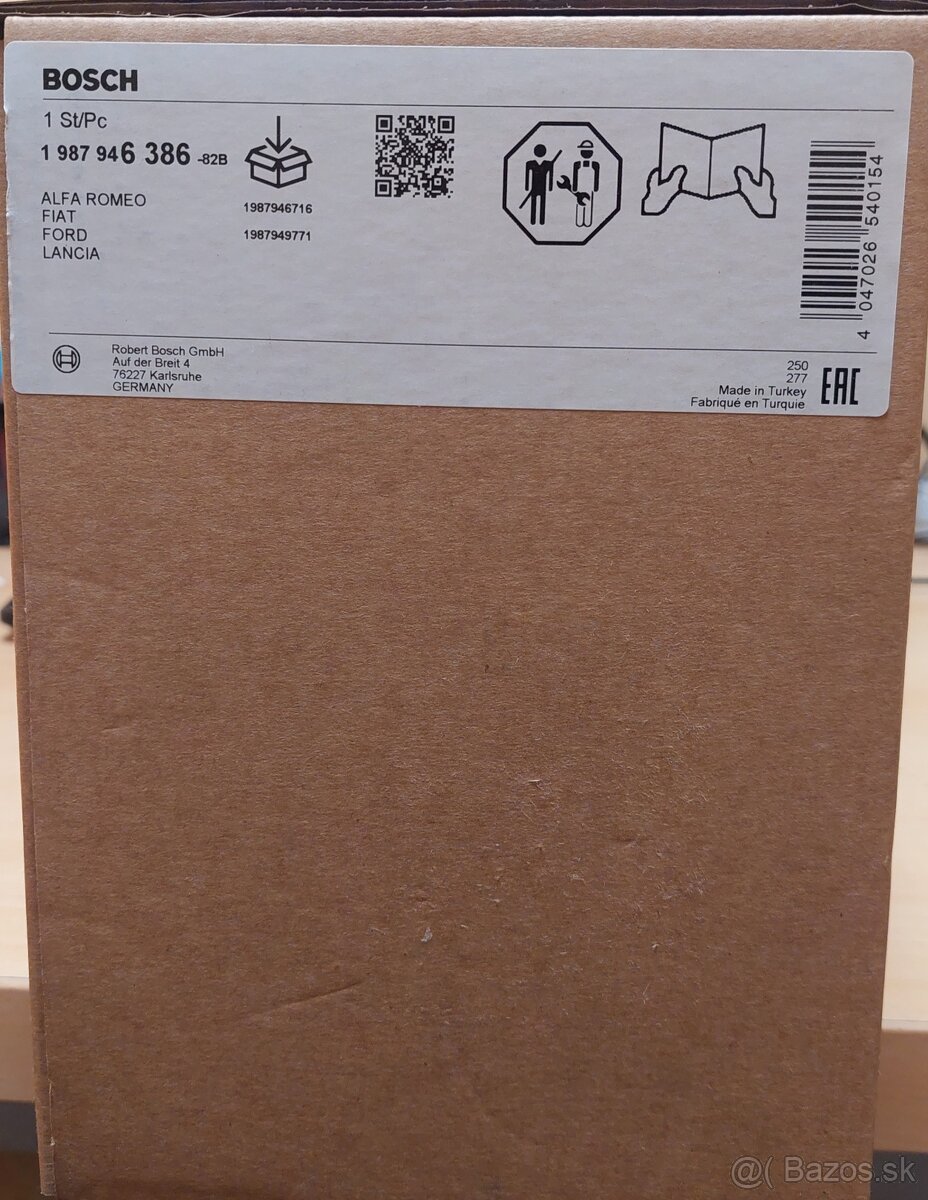 BOSCH
1 St/Pc
1 987 946 386 -82B
ALFA ROMEO
FIAT
FORD
LANCIA
1987946716
1987949771
4 047026 540154
Robert Bosch GmbH
Auf der Breit 4
76227 Karlsruhe
GERMANY
250
277
Made in Turkey
Fabriqué en Turquie
EAC
@( Bazos.sk